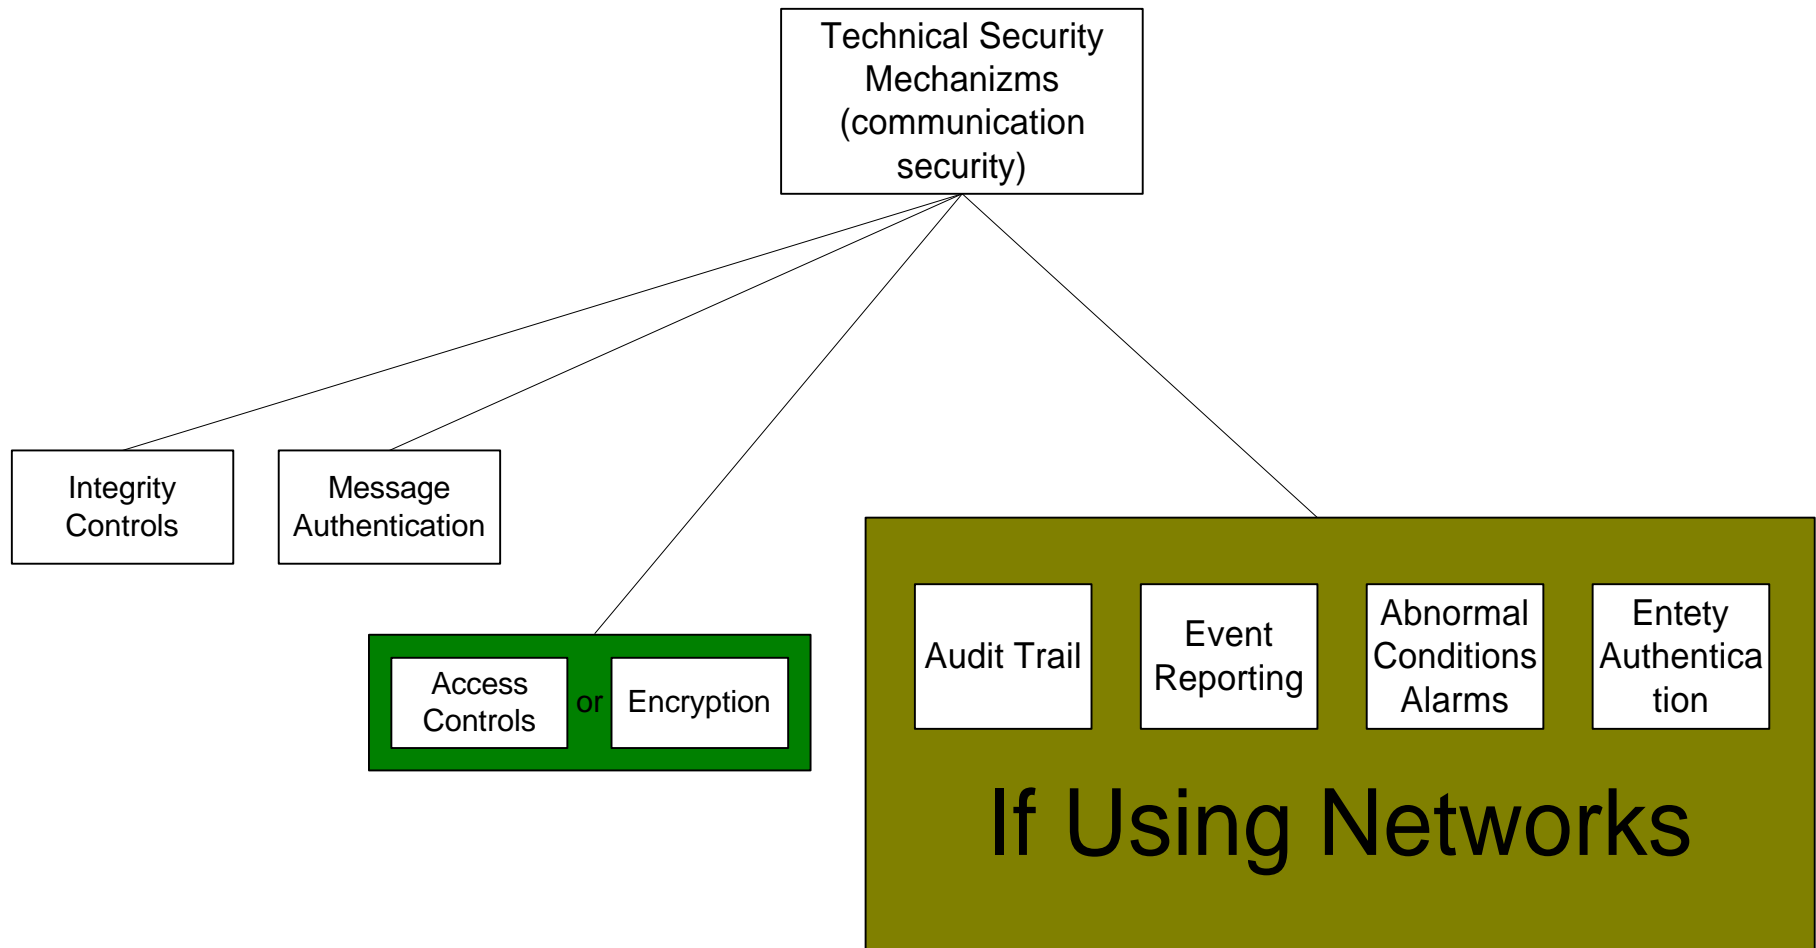 Technical Security
Mechanizms
(communication
security)
Integrity
Controls
Message
Authentication
Access
Controls
or
Encryption
Audit Trail
Event
Reporting
Abnormal
Conditions
Alarms
Entety
Authentica
tion
If Using Networks